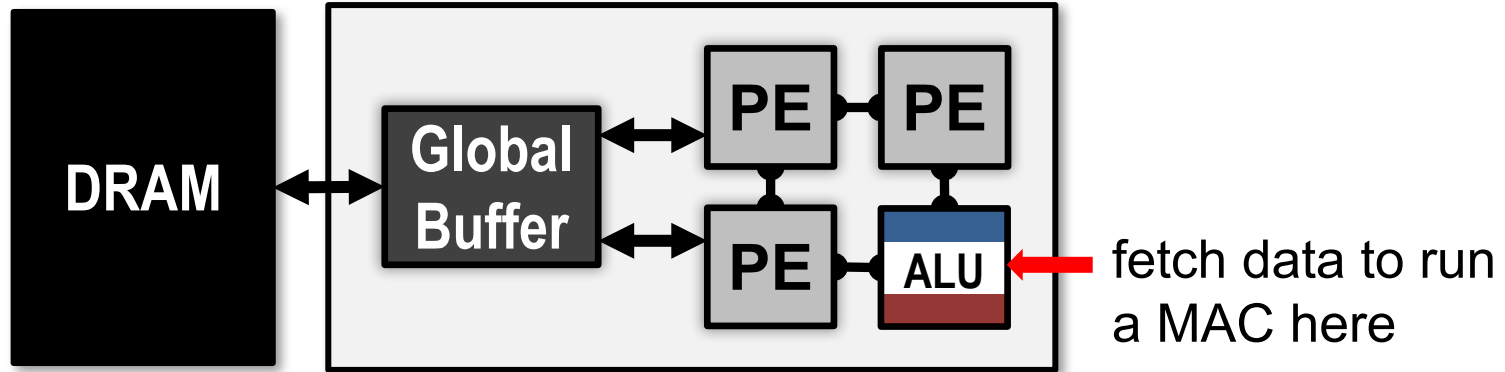 DRAM
Global
Buffer
PE
PE
PE
ALU
fetch data to run
a MAC here